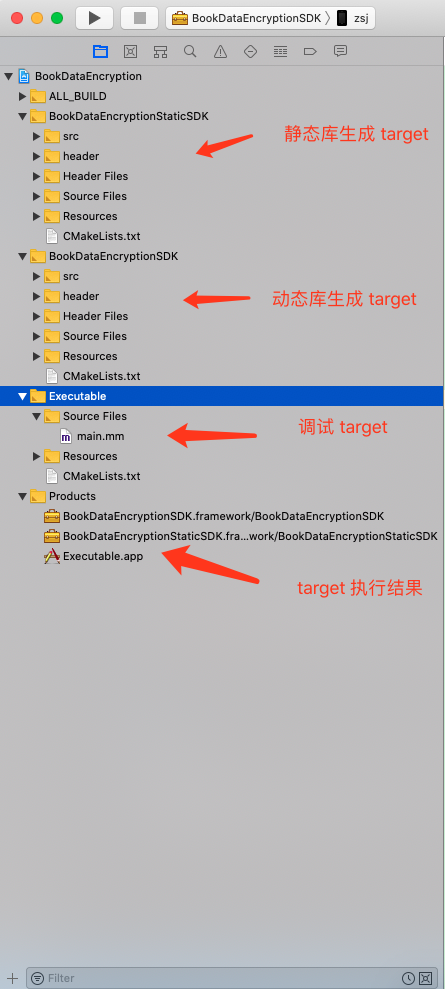 BookDataEncryptionSDK 〉 zsj
BookDataEncryption
ALL_BUILD
BookDataEncryptionStaticSDK
静态库生成 target
src
header
Header Files
Source Files
Resources
CMakeLists.txt
BookDataEncryptionSDK
src
header
动态库生成 target
Header Files
Source Files
Resources
CMakeLists.txt
Executable
Source Files
调试 target
m main.mm
Resources
CMakeLists.txt
Products
BookDataEncryptionSDK.framework/BookDataEncryptionSDK
BookDataEncryptionStaticSDK.fra...work/BookDataEncryptionStaticSDK
Executable.app
target 执行结果
Filter